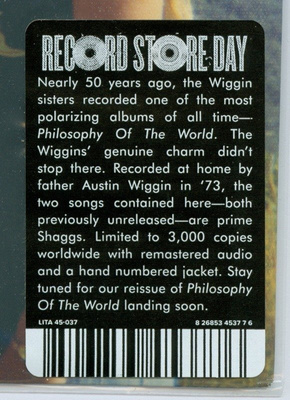 RECORD STORE DAY
Nearly 50 years ago, the Wiggin
sisters recorded one of the most
polarizing albums of all time—
Philosophy Of The World. The
Wiggins' genuine charm didn't
stop there. Recorded at home by
father Austin Wiggin in '73, the
two songs contained here—both
previously unreleased—are prime
Shaggs. Limited to 3,000 copies
worldwide with remastered audio
and a hand numbered jacket. Stay
tuned for our reissue of Philosophy
Of The World landing soon.
LITA 45-037 8 26853 4537 7 6